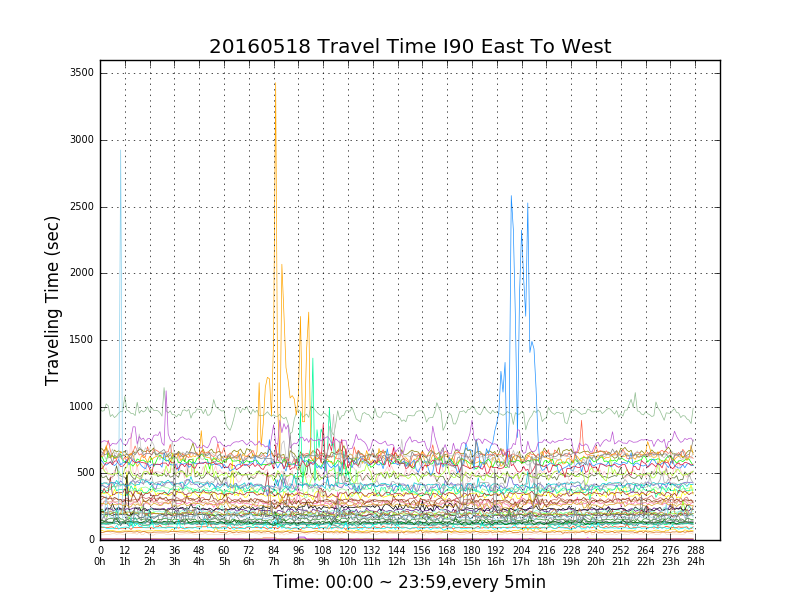 20160518 Travel Time I90 East To West
3500
3000
2500
2000
1500
1000
500
0
Traveling Time (sec)
0 12 24 36 48 60 72 84 96 108 120 132 144 156 168 180 192 204 216 228 240 252 264 276 288
0h 1h 2h 3h 4h 5h 6h 7h 8h 9h 10h 11h 12h 13h 14h 15h 16h 17h 18h 19h 20h 21h 22h 23h 24h
Time: 00:00 ~ 23:59,every 5min